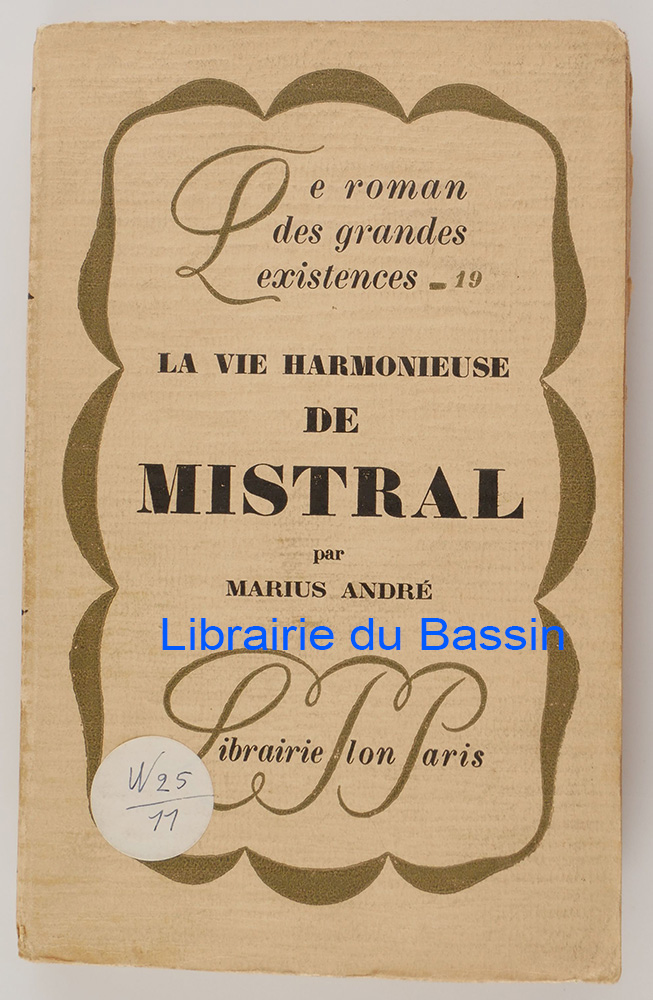 Le roman
des grandes
existences - 19
LA VIE HARMONIEUSE
DE
MISTRAL
par
MARIUS ANDRÉ
Librairie du Bassin
Librairie Plon Paris
W25
11